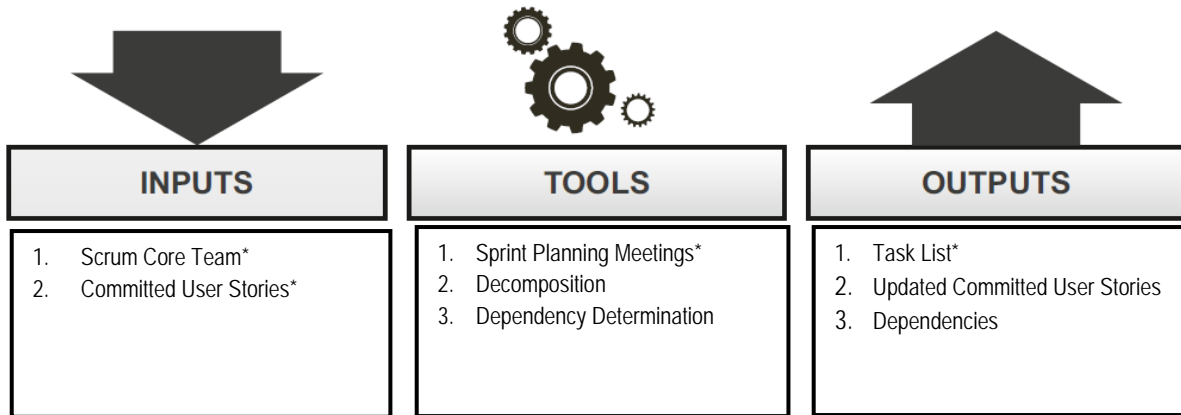 INPUTS
1. Scrum Core Team*
2. Committed User Stories*
TOOLS
1. Sprint Planning Meetings*
2. Decomposition
3. Dependency Determination
OUTPUTS
1. Task List*
2. Updated Committed User Stories
3. Dependencies